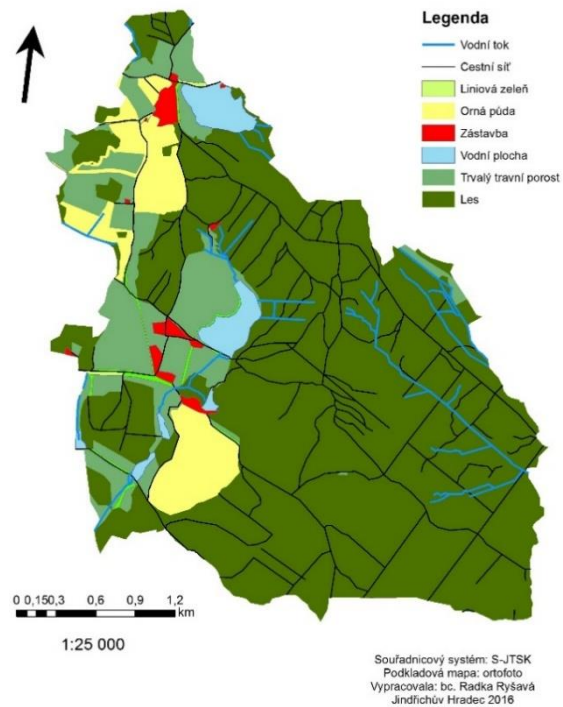 Legenda
Vodní tok
Cestní síť
Liniová zeleň
Orná půda
Zástavba
Vodní plocha
Trvalý travní porost
Les
0 0,150,3 0,6 0,9 1,2
km
1:25 000
Souřadnicový systém: S-JTSK
Podkladová mapa: ortofoto
Vypracovala: bc. Radka Ryšavá
Jindřichův Hradec 2016